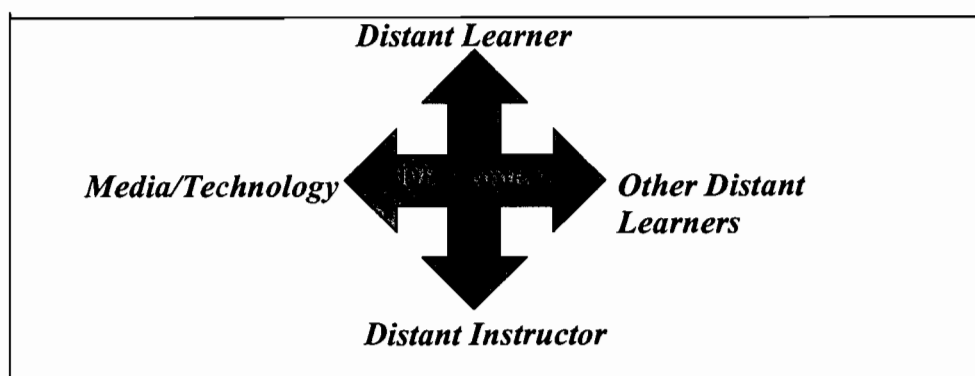 Distant Learner
Media/Technology
Other Distant
Learners
Distant Instructor